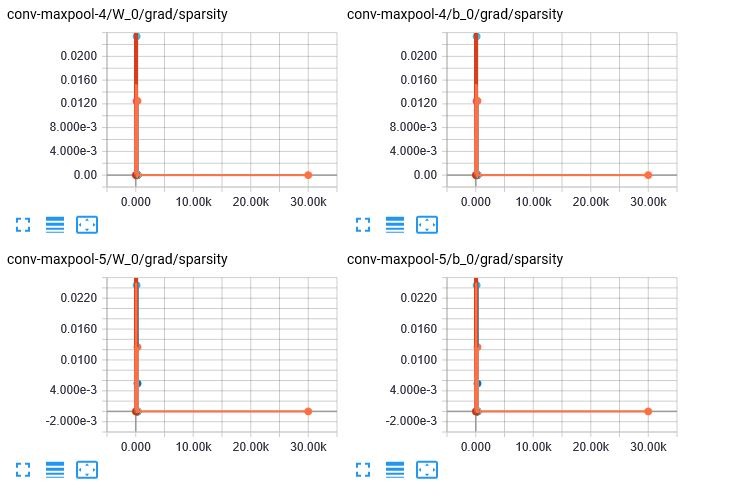 conv-maxpool-4/W_0/grad/sparsity
0.0200
0.0160
0.0120
8.000e-3
4.000e-3
0.00
0.000 10.00k 20.00k 30.00k
conv-maxpool-4/b_0/grad/sparsity
0.0200
0.0160
0.0120
8.000e-3
4.000e-3
0.00
0.000 10.00k 20.00k 30.00k
conv-maxpool-5/W_0/grad/sparsity
0.0220
0.0160
0.0100
4.000e-3
-2.000e-3
0.000 10.00k 20.00k 30.00k
conv-maxpool-5/b_0/grad/sparsity
0.0220
0.0160
0.0100
4.000e-3
-2.000e-3
0.000 10.00k 20.00k 30.00k